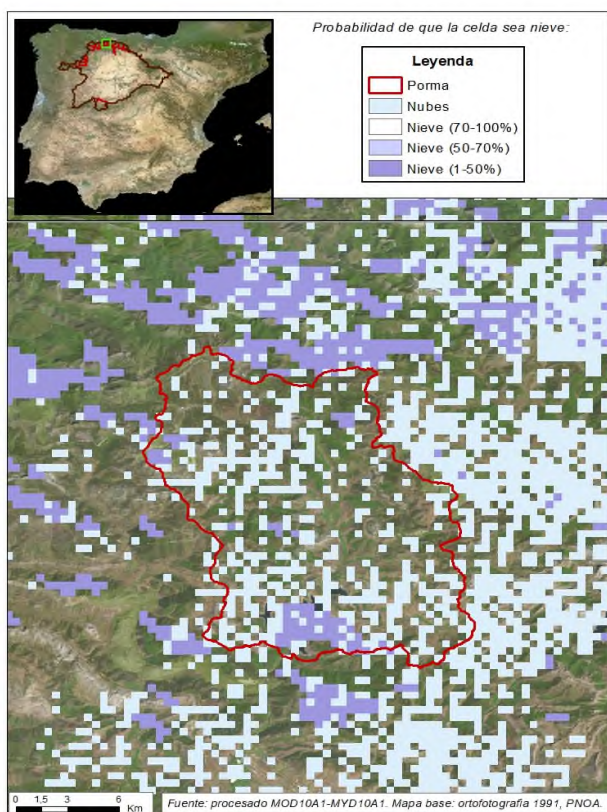 Probabilidad de que la celda sea nieve:
Leyenda
Porma
Nubes
Nieve (70-100%)
Nieve (50-70%)
Nieve (1-50%)
0 1,5 3 6
Km
Fuente: procesado MOD10A1-MYD10A1. Mapa base: ortofotografía 1991, PNOA